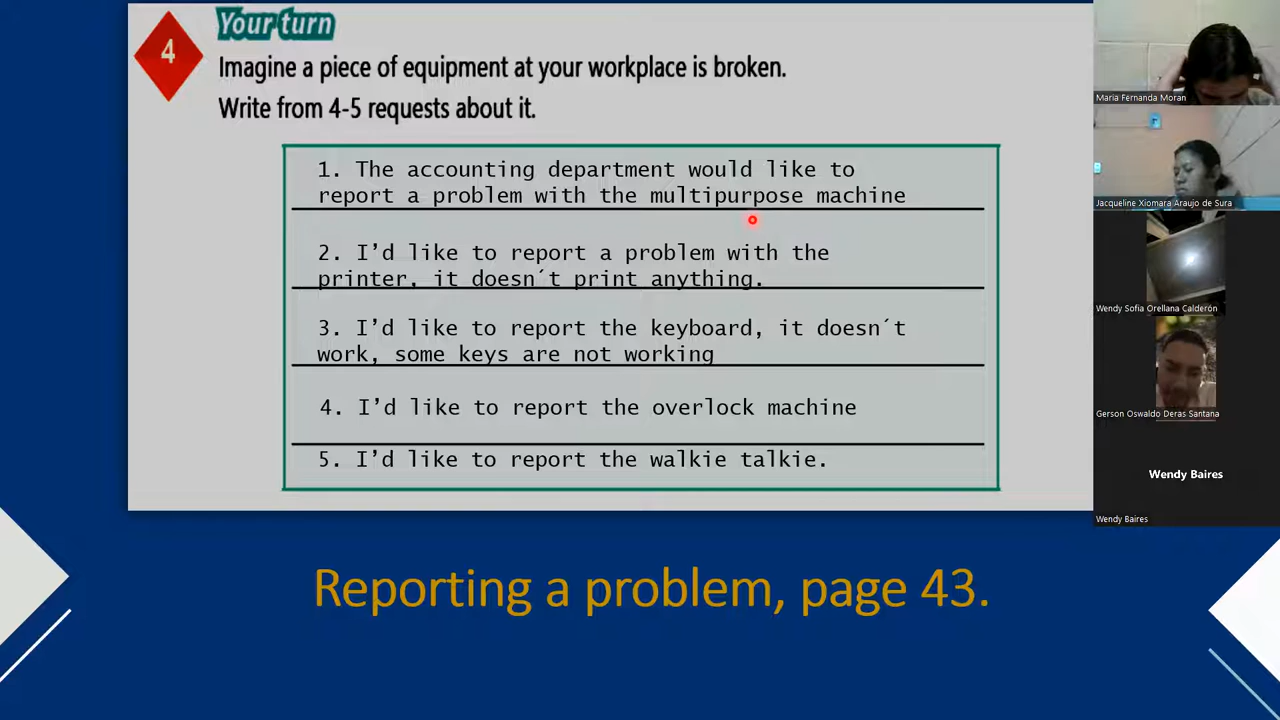 4
Your turn
Imagine a piece of equipment at your workplace is broken.
Write from 4-5 requests about it.
1. The accounting department would like to
report a problem with the multipurpose machine
2. I’d like to report a problem with the
printer, it doesn´t print anything.
3. I’d like to report the keyboard, it doesn´t
work, some keys are not working
4. I’d like to report the overlock machine
5. I’d like to report the walkie talkie.
Reporting a problem, page 43.
Maria Fernanda Moran
Jacqueline Xiomara Araujo de Sura
Wendy Sofia Orellana Calderón
Gerson Oswaldo Deras Santana
Wendy Baires
Wendy Baires